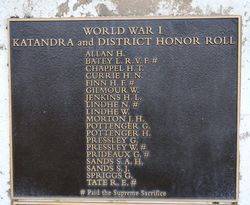 WORLD WAR I
KATANDRA and DISTRICT HONOR ROLL
ALLAN H.
BATEY L. R. V. F. #
CHAPPEL H. T.
CURRIE H. N.
FINN H. F. #
GILMOUR W.
JENKINS H. L.
LINDHE N. #
LINDHE W.
MORTON J. H.
POTTENGER G.
POTTENGER H.
PRESSLEY G.
PRESSLEY W. #
PRIDEAUX G. #
SANDS S. A. H.
SANDS S. J.
SPRIGGS G.
TATE R. E. #
# Paid the Supreme Sacrifice